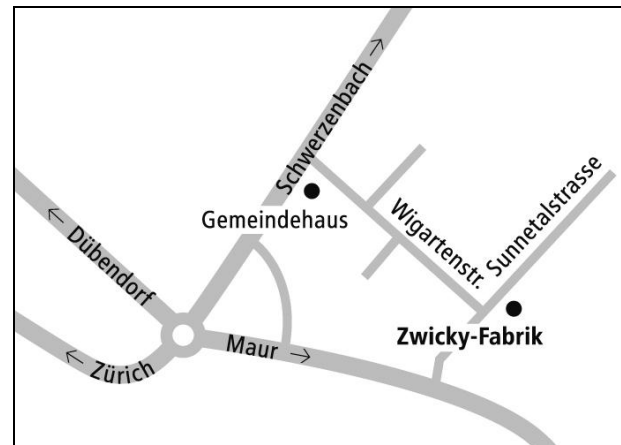 Schwerzenbach →
Gemeindehaus
Wigartenstr.
Sunnetalstrasse
← Dübendorf
Zwicky-Fabrik
Maur →
← Zürich